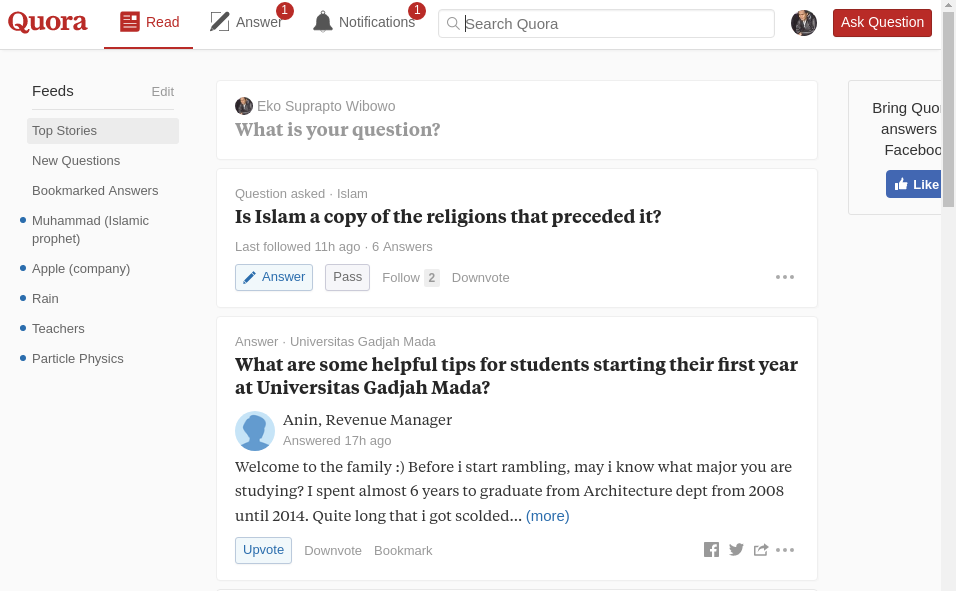 Quora
Read
Answer
1
Notifications
1
Search Quora
Ask Question
Feeds
Edit
Top Stories
New Questions
Bookmarked Answers
Muhammad (Islamic
prophet)
Apple (company)
Rain
Teachers
Particle Physics
Eko Suprapto Wibowo
What is your question?
Question asked · Islam
Is Islam a copy of the religions that preceded it?
Last followed 11h ago · 6 Answers
Answer
Pass
Follow 2
Downvote
Answer · Universitas Gadjah Mada
What are some helpful tips for students starting their first year
at Universitas Gadjah Mada?
Anin, Revenue Manager
Answered 17h ago
Welcome to the family :) Before i start rambling, may i know what major you are
studying? I spent almost 6 years to graduate from Architecture dept from 2008
until 2014. Quite long that i got scolded... (more)
Upvote
Downvote
Bookmark
Bring Quo
answers
Faceboo
Like